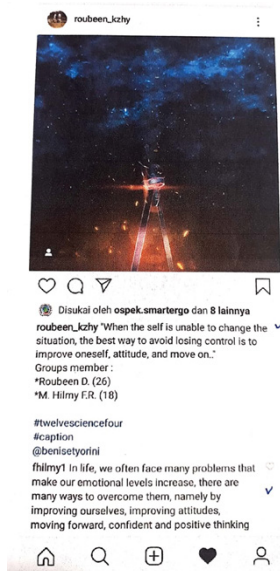 roubeen_kzhy
Disukai oleh ospek.smartergo dan 8 lainnya
roubeen_kzhy "When the self is unable to change the
situation, the best way to avoid losing control is to
improve oneself, attitude, and move on.."
Groups member :
*Roubeen D. (26)
*M. Hilmy F.R. (18)
#twelvesciencefour
#caption
@benisetyorini
fhilmy1 In life, we often face many problems that
make our emotional levels increase, there are
many ways to overcome them, namely by
improving ourselves, improving attitudes,
moving forward, confident and positive thinking